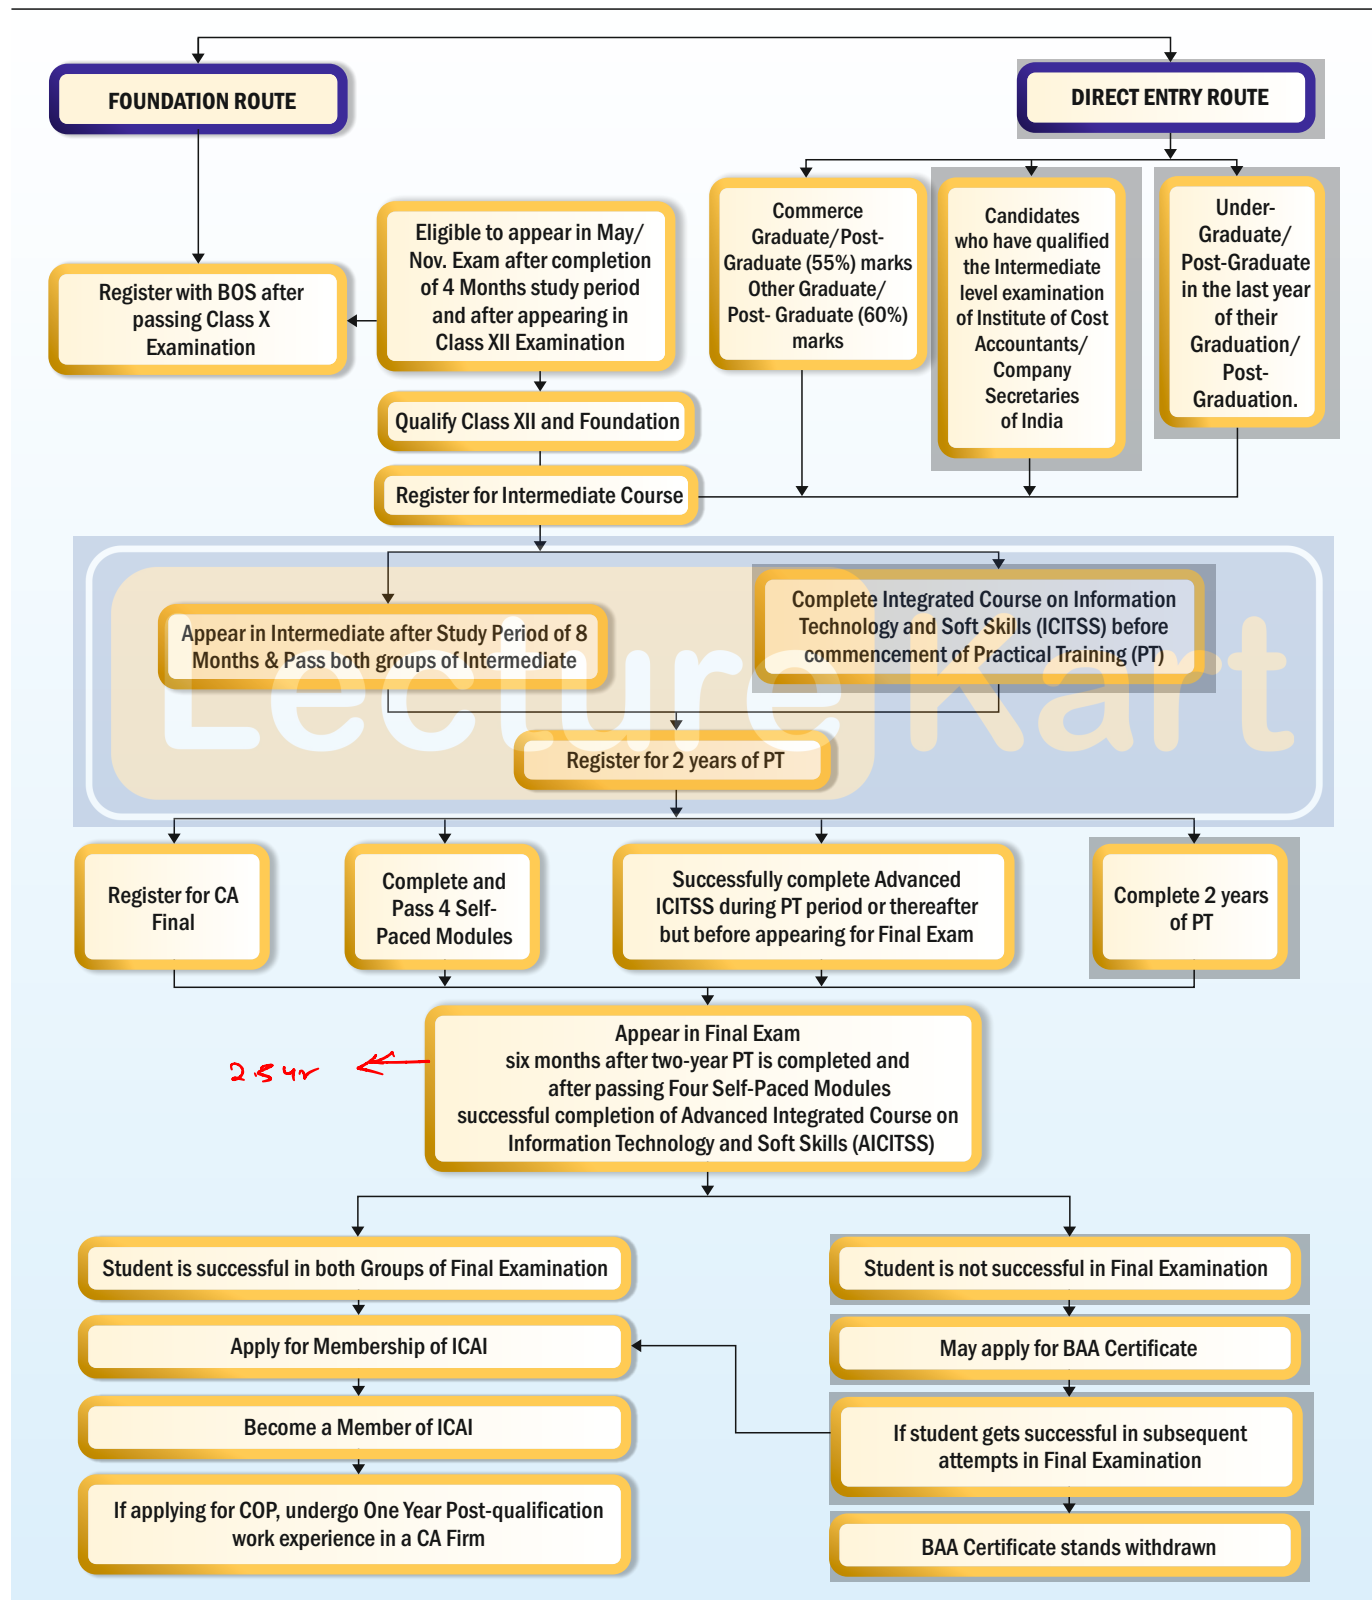 FOUNDATION ROUTE
DIRECT ENTRY ROUTE
Register with BOS after
passing Class X
Examination
Eligible to appear in May/
Nov. Exam after completion
of 4 Months study period
and after appearing in
Class XII Examination
Commerce
Graduate/Post-
Graduate (55%) marks
Other Graduate/
Post- Graduate (60%)
marks
Candidates
who have qualified
the Intermediate
level examination
of Institute of Cost
Accountants/
Company
Secretaries
of India
Under-
Graduate/
Post-Graduate
in the last year
of their
Graduation/
Post-
Graduation.
Qualify Class XII and Foundation
Register for Intermediate Course
Appear in Intermediate after Study Period of 8
Months & Pass both groups of Intermediate
Complete Integrated Course on Information
Technology and Soft Skills (ICITSS) before
commencement of Practical Training (PT)
Lecture Kart
Register for 2 years of PT
Register for CA
Final
Complete and
Pass 4 Self-
Paced Modules
Successfully complete Advanced
ICITSS during PT period or thereafter
but before appearing for Final Exam
Complete 2 years
of PT
Appear in Final Exam
six months after two-year PT is completed and
after passing Four Self-Paced Modules
successful completion of Advanced Integrated Course on
Information Technology and Soft Skills (AICITSS)
2.5 yr
Student is successful in both Groups of Final Examination
Apply for Membership of ICAI
Become a Member of ICAI
If applying for COP, undergo One Year Post-qualification
work experience in a CA Firm
Student is not successful in Final Examination
May apply for BAA Certificate
If student gets successful in subsequent
attempts in Final Examination
BAA Certificate stands withdrawn